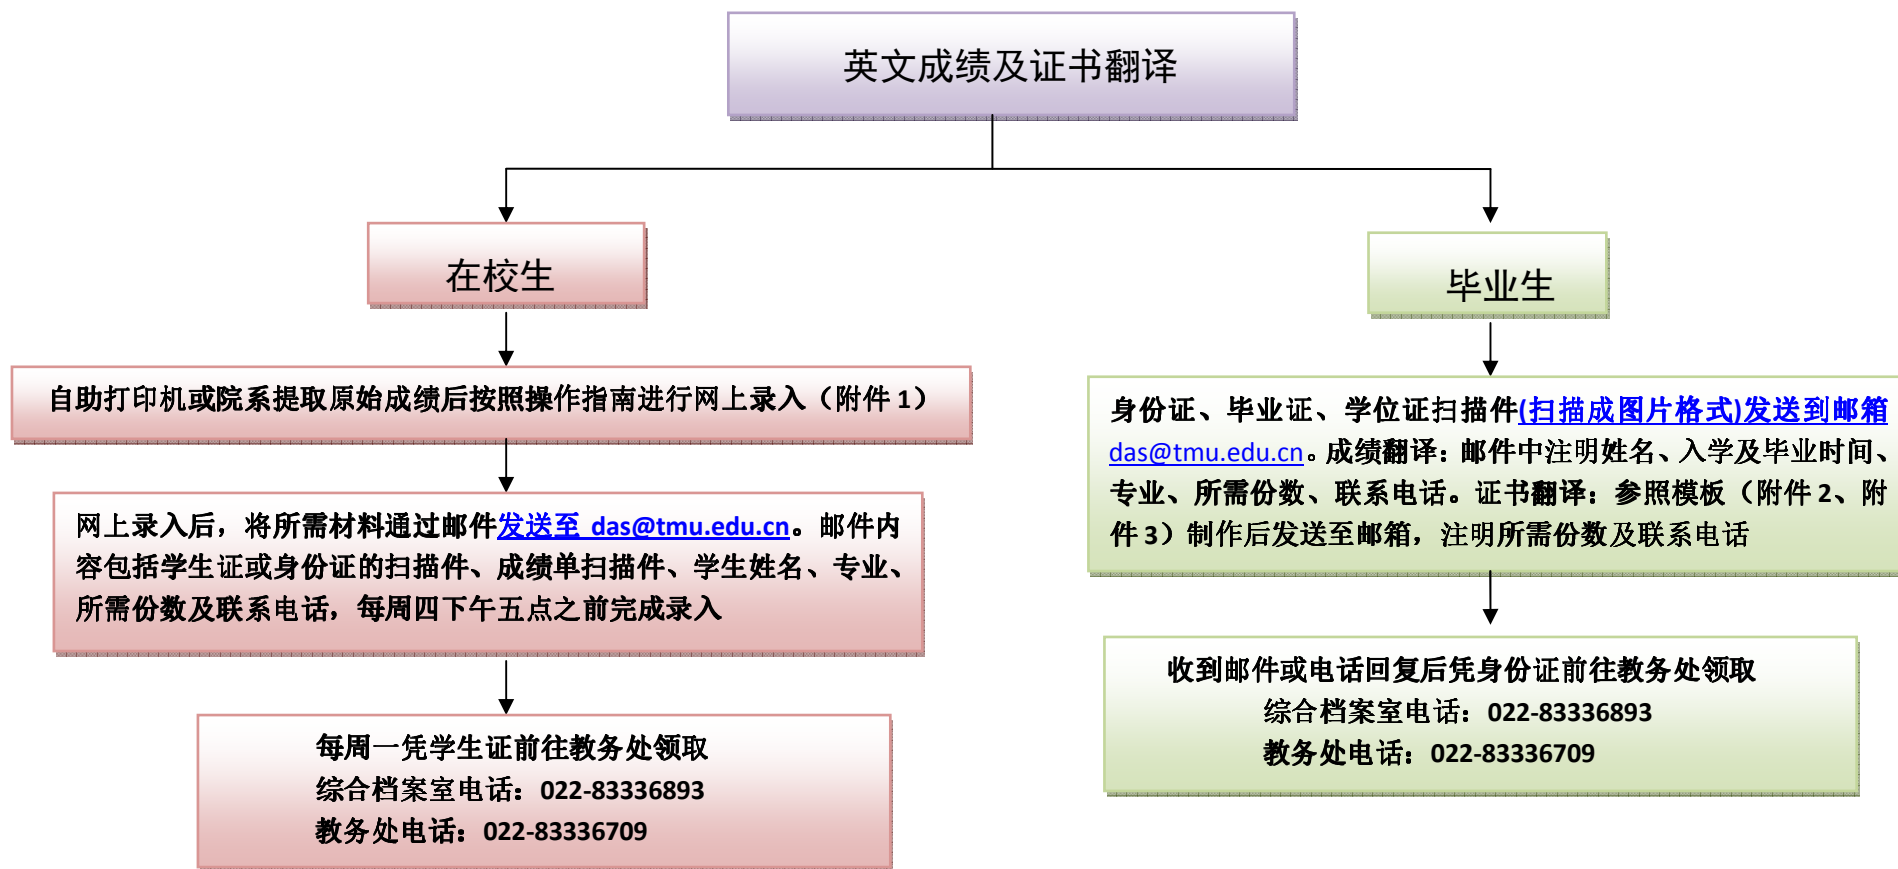 英文成绩及证书翻译
在校生
自助打印机或院系提取原始成绩后按照操作指南进行网上录入（附件 1）
网上录入后，将所需材料通过邮件发送至 das@tmu.edu.cn。邮件内
容包括学生证或身份证的扫描件、成绩单扫描件、学生姓名、专业、
所需份数及联系电话，每周四下午五点之前完成录入
每周一凭学生证前往教务处领取
综合档案室电话：022-83336893
教务处电话：022-83336709
毕业生
身份证、毕业证、学位证扫描件(扫描成图片格式)发送到邮箱
das@tmu.edu.cn。成绩翻译：邮件中注明姓名、入学及毕业时间、
专业、所需份数、联系电话。证书翻译：参照模板（附件 2、附
件 3）制作后发送至邮箱，注明所需份数及联系电话
收到邮件或电话回复后凭身份证前往教务处领取
综合档案室电话：022-83336893
教务处电话：022-83336709